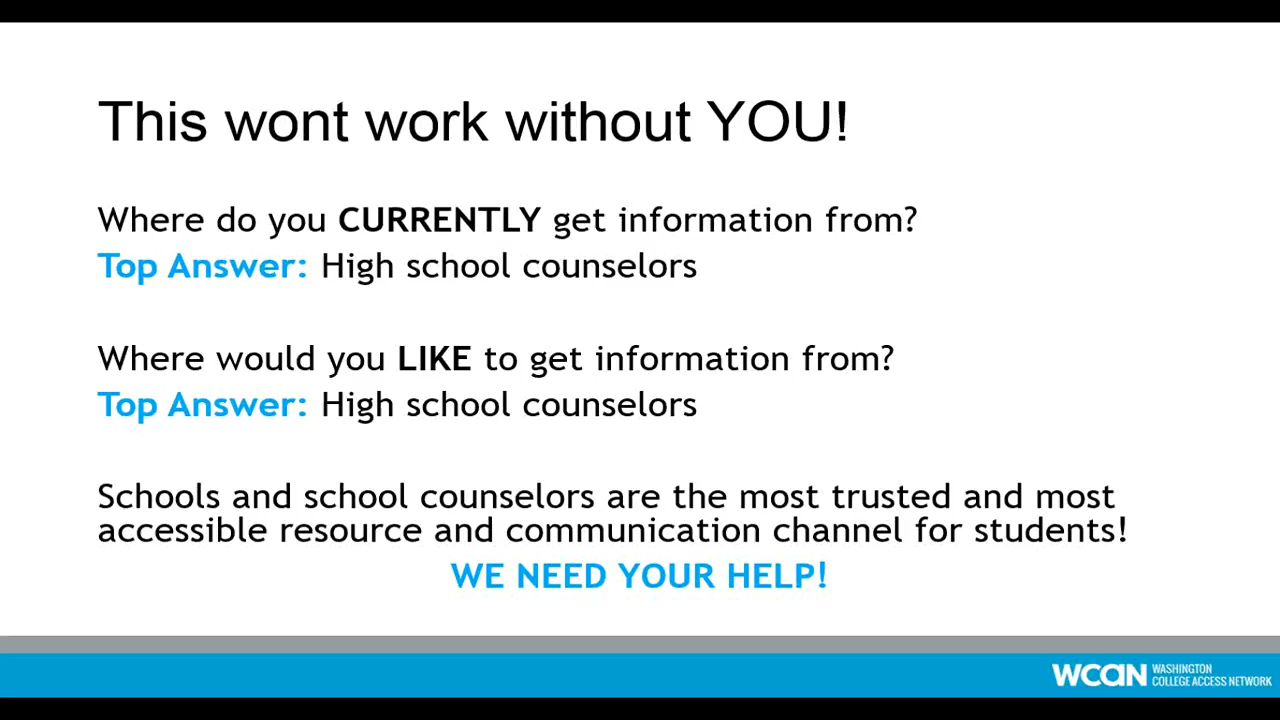 This wont work without YOU!
Where do you CURRENTLY get information from?
Top Answer: High school counselors
Where would you LIKE to get information from?
Top Answer: High school counselors
Schools and school counselors are the most trusted and most
accessible resource and communication channel for students!
WE NEED YOUR HELP!
WCAN WASHINGTON
COLLEGE ACCESS NETWORK